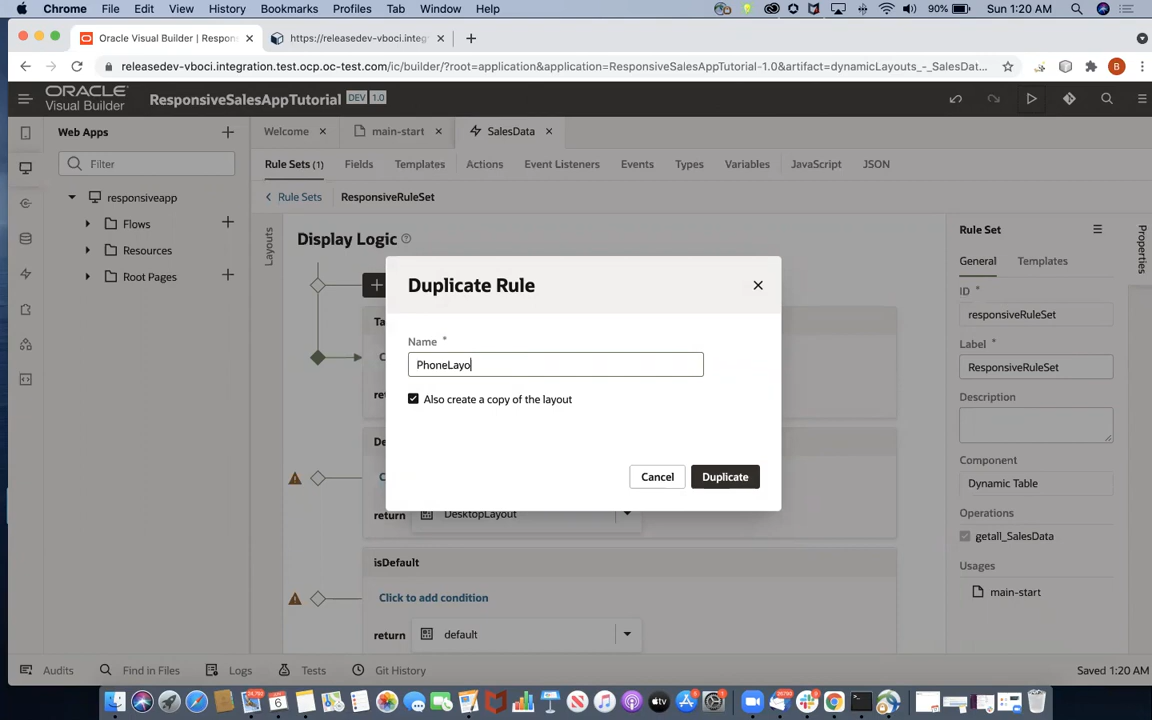 Chrome File Edit View History Bookmarks Profiles Tab Window Help 90% Sun 1:20 AM
Oracle Visual Builder | Respon
https://releasedev-vboci.integ
releasedev-vboci.integration.test.ocp.oc-test.com/ic/builder/?root=application&application=ResponsiveSalesAppTutorial-1.0&artifact=dynamicLayouts_-_SalesDat...
B
ORACLE
Visual Builder
ResponsiveSalesAppTutorial DEV 1.0
Web Apps
Welcome
main-start
SalesData
Filter
Rule Sets (1) Fields Templates Actions Event Listeners Events Types Variables JavaScript JSON
responsiveapp
Rule Sets
ResponsiveRuleSet
Flows
Resources
Root Pages
Layouts
Display Logic
Ta
C
re
De
C
return DesktopLayout
isDefault
Click to add condition
return default
Duplicate Rule
Name *
PhoneLayo
Also create a copy of the layout
Cancel
Duplicate
Rule Set
General Templates
ID *
responsiveRuleSet
Label *
ResponsiveRuleSet
Description
Component
Dynamic Table
Operations
getall_SalesData
Usages
main-start
Properties
Audits Find in Files Logs Tests Git History Saved 1:20 AM